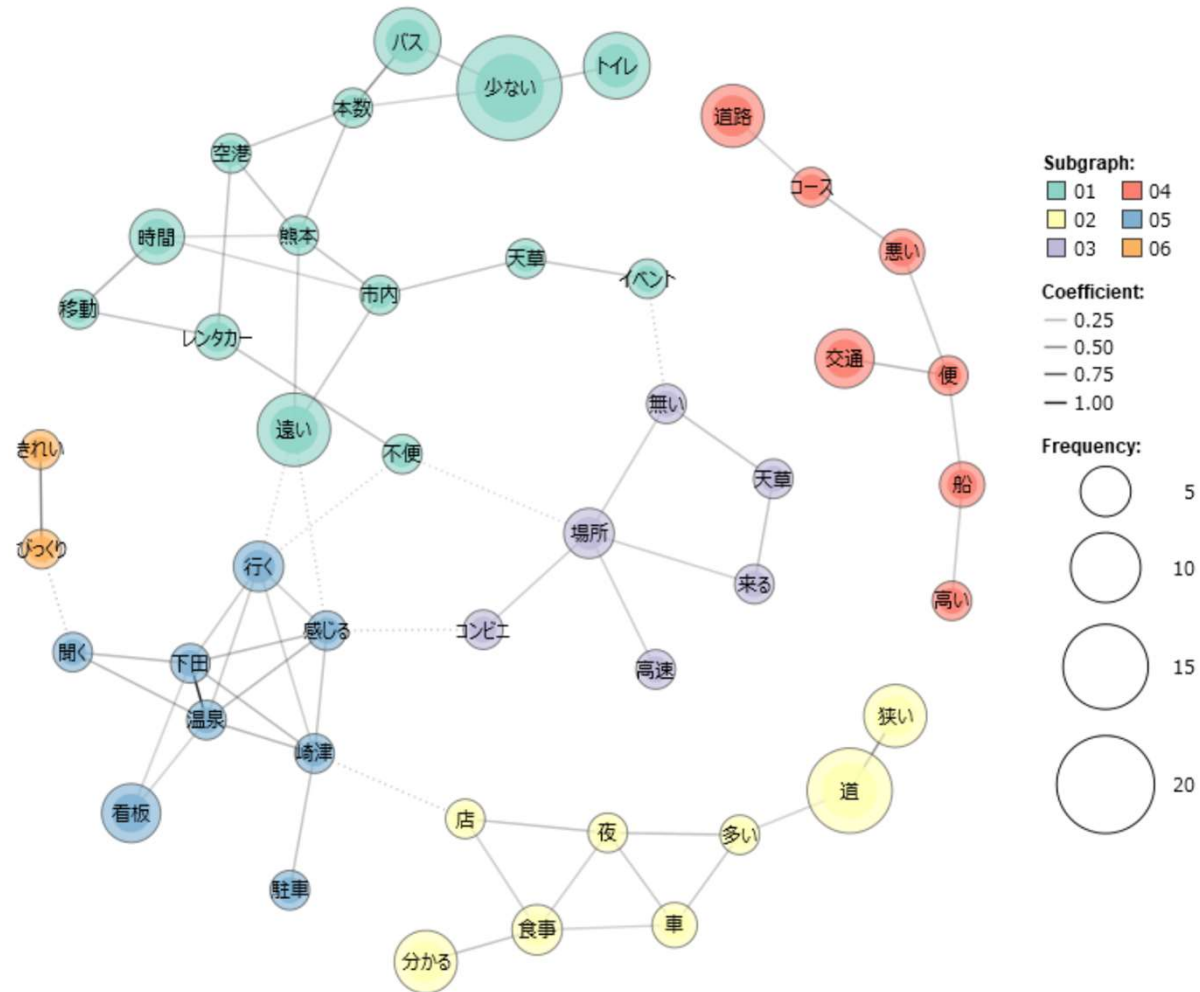 バス
少ない
トイレ
本数
空港
時間
熊本
移動
市内
レンタカー
天草
イベント
遠い
不便
道路
コース
悪い
交通
便
船
高い
無い
天草
場所
来る
コンビニ
高速
きれい
びっくり
行く
感じる
聞く
下田
温泉
崎津
看板
駐車
狭い
道
店
夜
多い
食事
車
分かる
Subgraph:
01 04
02 05
03 06
Coefficient:
0.25
0.50
0.75
1.00
Frequency:
5
10
15
20